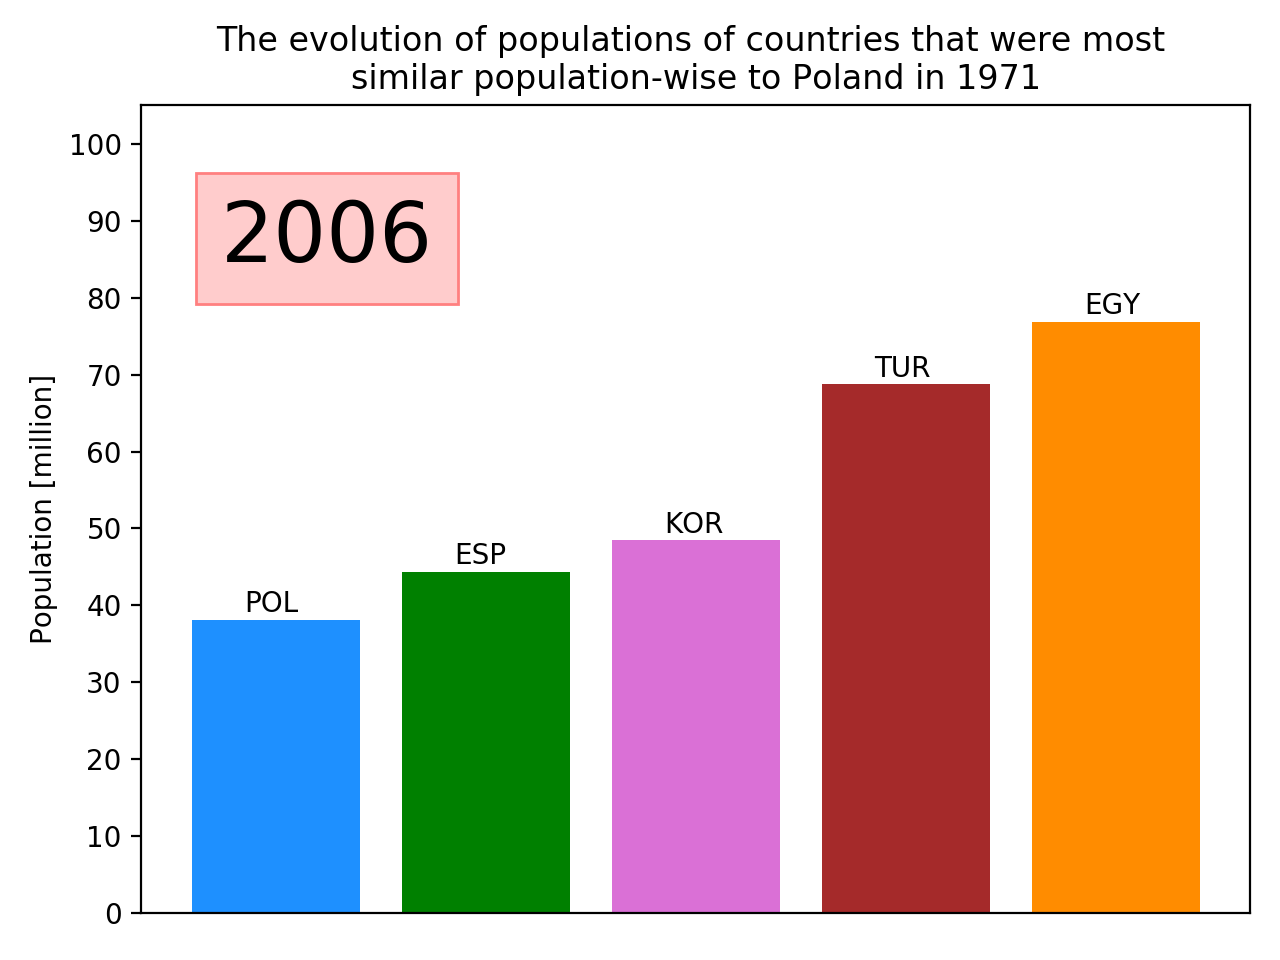 The evolution of populations of countries that were most
similar population-wise to Poland in 1971
100
90
80
70
60
50
40
30
20
10
0
Population [million]
2006
POL
ESP
KOR
TUR
EGY